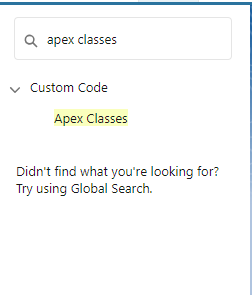 apex classes
Custom Code
Apex Classes
Didn't find what you're looking for?
Try using Global Search.